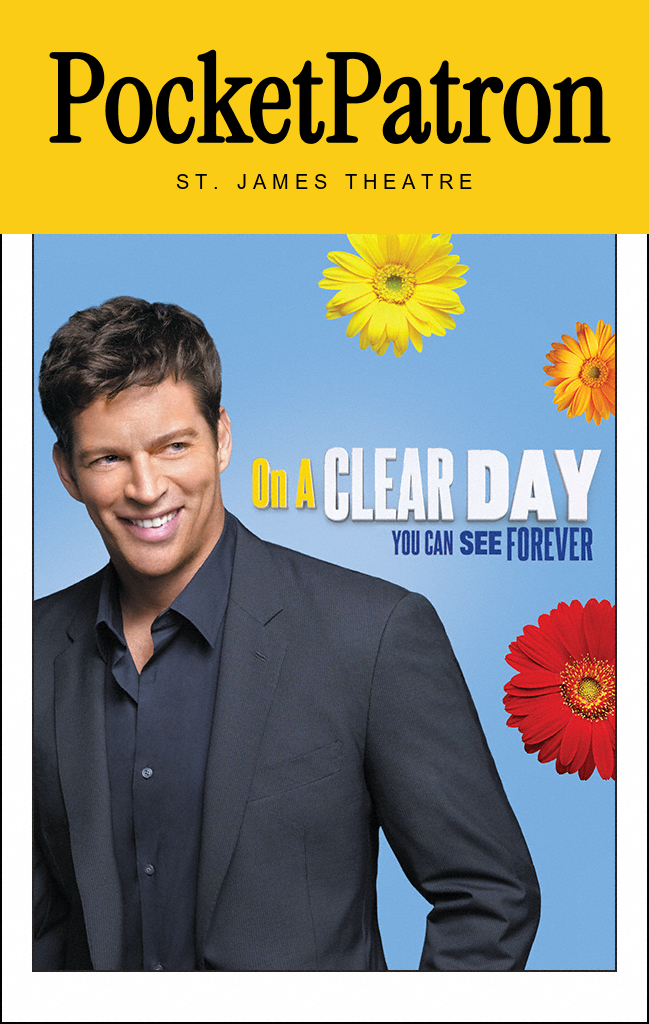 PocketPatron
ST. JAMES THEATRE
On A CLEAR DAY
YOU CAN SEE FOREVER